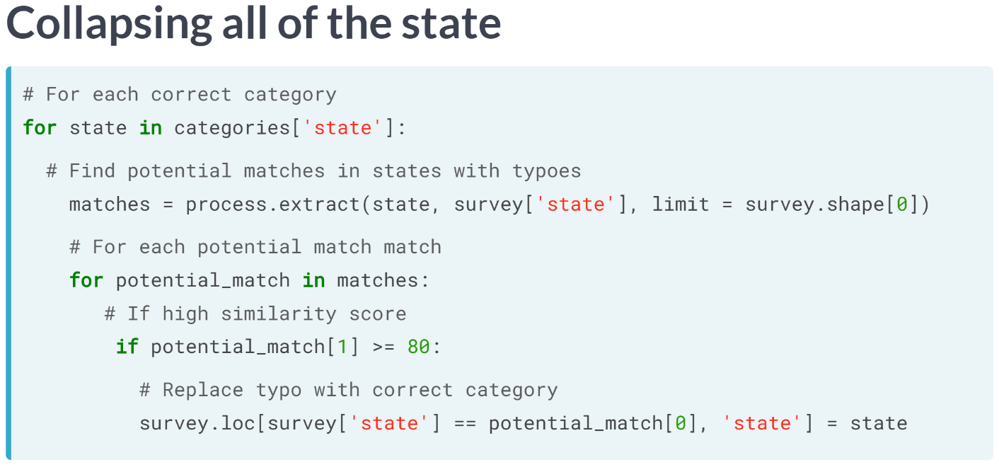 Collapsing all of the state
# For each correct category
for state in categories['state']:
# Find potential matches in states with typoes
matches = process.extract(state, survey['state'], limit = survey.shape[0])
# For each potential match match
for potential_match in matches:
# If high similarity score
if potential_match[1] >= 80:
# Replace typo with correct category
survey.loc[survey['state'] == potential_match[0], 'state'] = state